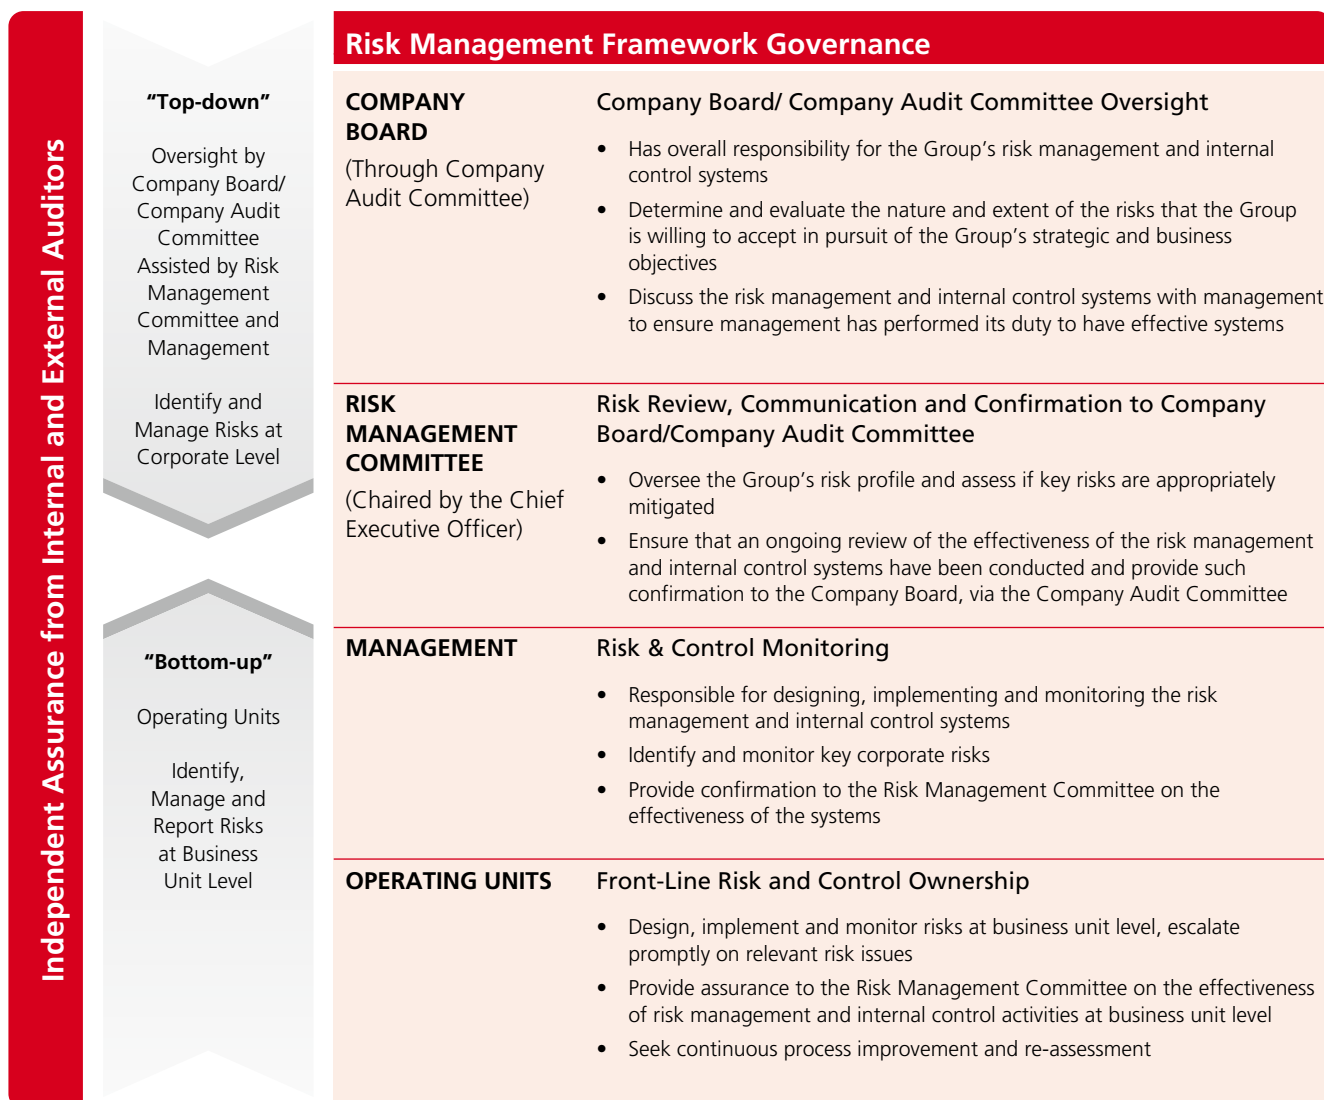 Independent Assurance from Internal and External Auditors
“Top-down”
Oversight by
Company Board/
Company Audit
Committee
Assisted by Risk
Management
Committee and
Management
Identify and
Manage Risks at
Corporate Level
“Bottom-up”
Operating Units
Identify,
Manage and
Report Risks
at Business
Unit Level
Risk Management Framework Governance
COMPANY
BOARD
(Through Company
Audit Committee)
Company Board/ Company Audit Committee Oversight
• Has overall responsibility for the Group’s risk management and internal
control systems
• Determine and evaluate the nature and extent of the risks that the Group
is willing to accept in pursuit of the Group’s strategic and business
objectives
• Discuss the risk management and internal control systems with management
to ensure management has performed its duty to have effective systems
RISK
MANAGEMENT
COMMITTEE
(Chaired by the Chief
Executive Officer)
Risk Review, Communication and Confirmation to Company
Board/Company Audit Committee
• Oversee the Group’s risk profile and assess if key risks are appropriately
mitigated
• Ensure that an ongoing review of the effectiveness of the risk management
and internal control systems have been conducted and provide such
confirmation to the Company Board, via the Company Audit Committee
MANAGEMENT
Risk & Control Monitoring
• Responsible for designing, implementing and monitoring the risk
management and internal control systems
• Identify and monitor key corporate risks
• Provide confirmation to the Risk Management Committee on the
effectiveness of the systems
OPERATING UNITS
Front-Line Risk and Control Ownership
• Design, implement and monitor risks at business unit level, escalate
promptly on relevant risk issues
• Provide assurance to the Risk Management Committee on the effectiveness
of risk management and internal control activities at business unit level
• Seek continuous process improvement and re-assessment